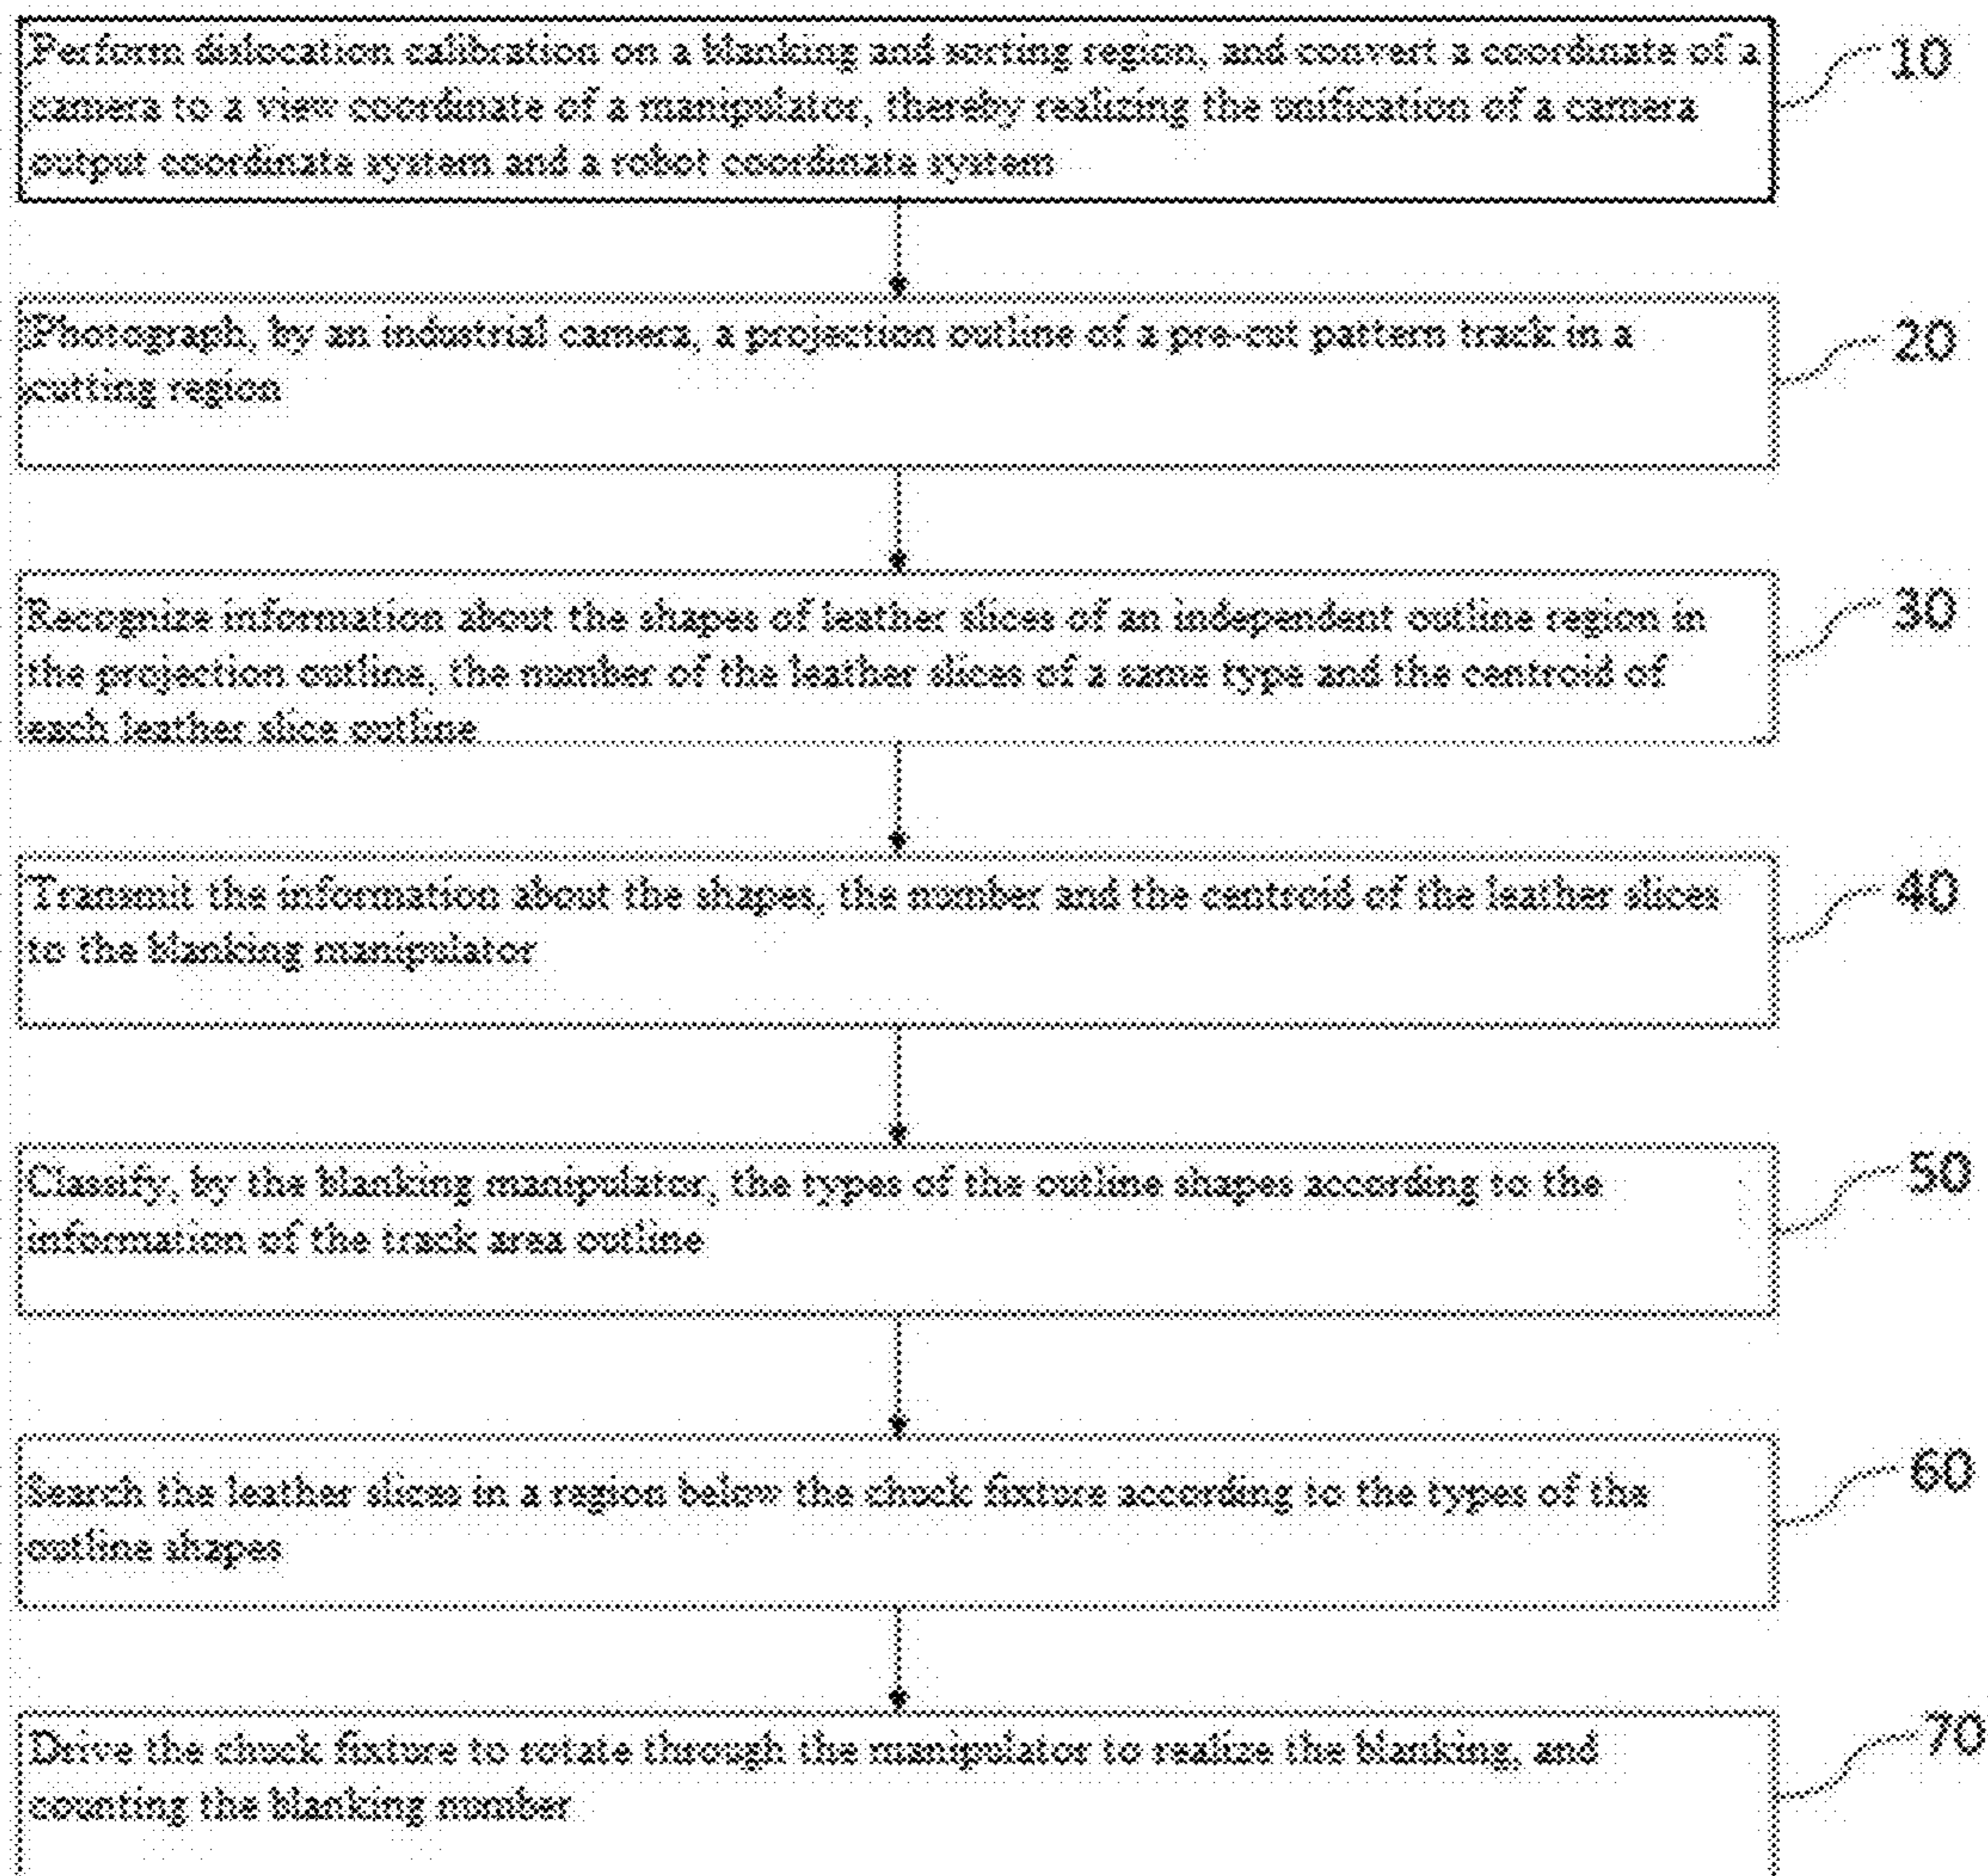 Perform dislocation calibration on a blanking and sorting region, and convert a coordinate of a
camera to a view coordinate of a manipulator, thereby realizing the unification of a camera
output coordinate system and a robot coordinate system
10
Photograph, by an industrial camera, a projection outline of a pre-cut pattern track in a
cutting region
20
Recognize information about the shapes of leather slices of an independent outline region in
the projection outline, the number of the leather slices of a same type and the centroid of
each leather slice outline
30
Transmit the information about the shapes, the number and the centroid of the leather slices
to the blanking manipulator
40
Classify, by the blanking manipulator, the types of the outline shapes according to the
information of the track area outline
50
Search the leather slices in a region below the chuck fixture according to the types of the
outline shapes
60
Drive the chuck fixture to rotate through the manipulator to realize the blanking, and
counting the blanking number
70